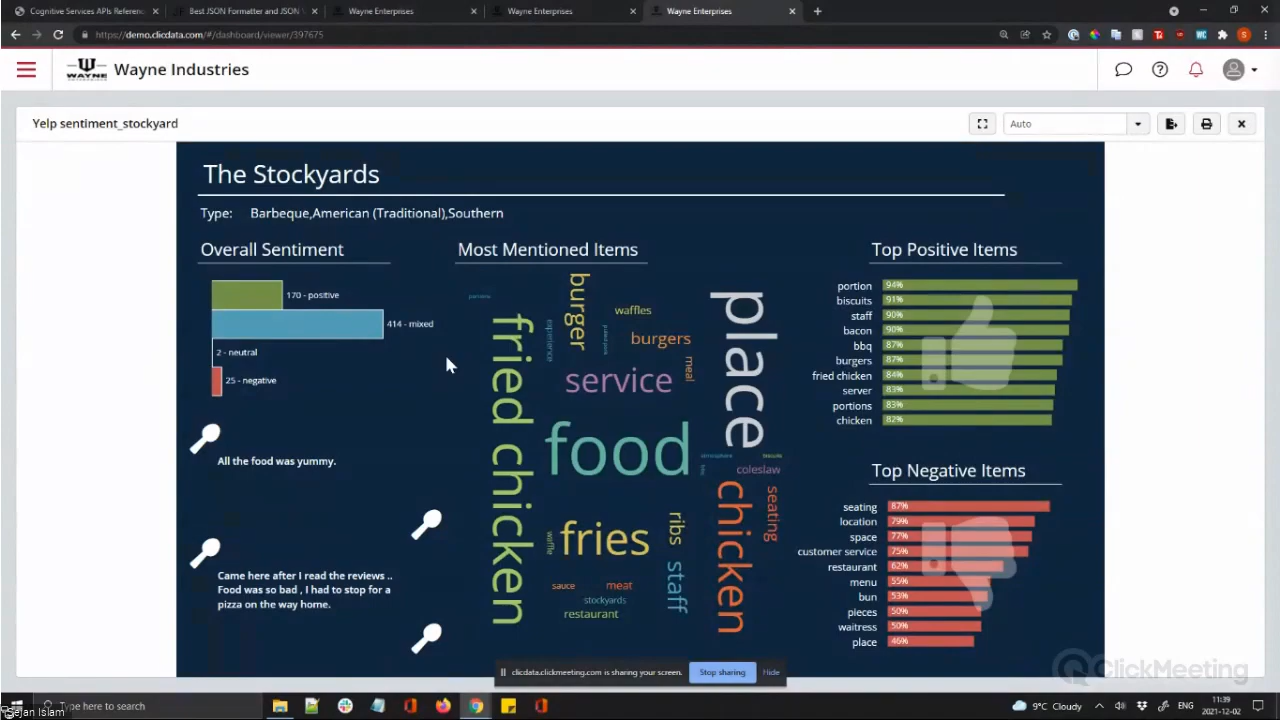 Cognitive Services APIs Referenc
Best JSON Formatter and JSON
Wayne Enterprises
Wayne Enterprises
Wayne Enterprises
https://demo.clicdata.com/#/dashboard/viewer/397675
WAYNE
Wayne Industries
Yelp sentiment_stockyard
Auto
The Stockyards
Type: Barbeque,American (Traditional),Southern
Overall Sentiment
170 - positive
414 - mixed
2 - neutral
25 - negative
All the food was yummy.
Came here after I read the reviews ..
Food was so bad , I had to stop for a
pizza on the way home.
Most Mentioned Items
burger
waffles
place
fried chicken
experience
burgers
meal
service
food
atmosphere
biscuits
coleslaw
chicken
seating
ribs
fries
waffle
staff
sauce
meat
stockyards
restaurant
Top Positive Items
portion 94%
biscuits 91%
staff 90%
bacon 90%
bbq 87%
burgers 87%
fried chicken 84%
server 83%
portions 83%
chicken 82%
Top Negative Items
seating 87%
location 79%
space 77%
customer service 75%
restaurant 62%
menu 55%
bun 53%
pieces 50%
waitress 50%
place 46%
ClickMeeting
clicdata.clickmeeting.com is sharing your screen.
Stop sharing
Hide
Type here to search
Sejan Islam
9°C Cloudy
ENG
11:39
2021-12-02